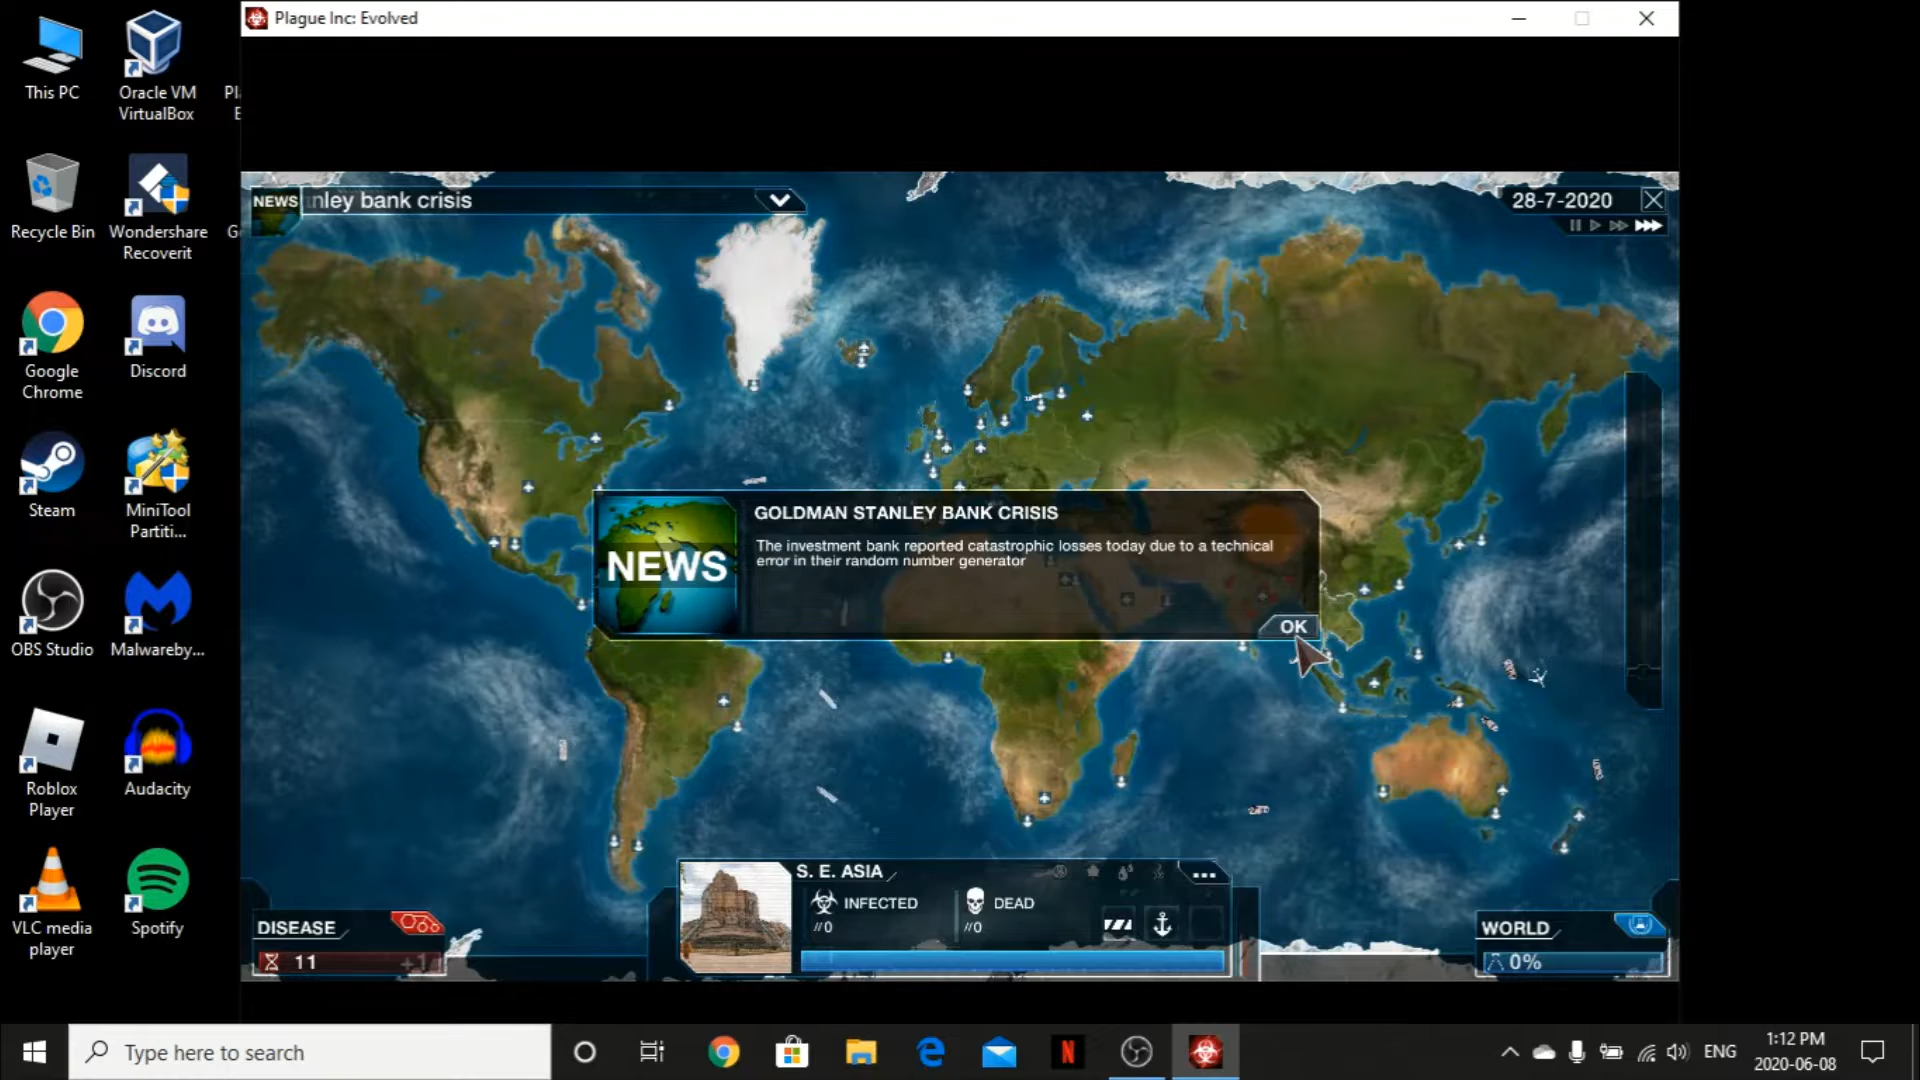 Plague Inc: Evolved
This PC
Oracle VM
VirtualBox
Recycle Bin
Wondershare
Recoverit
Google
Chrome
Discord
Steam
MiniTool
Partiti...
OBS Studio
Malwareby...
Roblox
Player
Audacity
VLC media
player
Spotify
NEWS
nley bank crisis
28-7-2020
NEWS
GOLDMAN STANLEY BANK CRISIS
The investment bank reported catastrophic losses today due to a technical
error in their random number generator
OK
S. E. ASIA
...
INFECTED
//0
DEAD
//0
DISEASE
11
+1
WORLD
0%
Type here to search
ENG
1:12 PM
2020-06-08